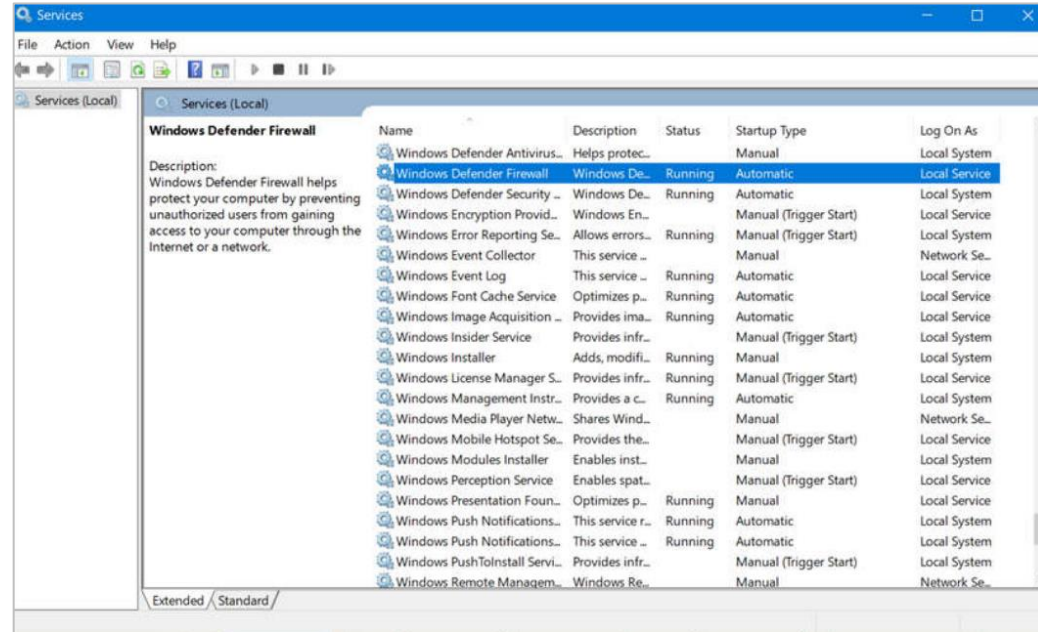 Services
File Action View Help
Services (Local)
Services (Local)
Windows Defender Firewall
Description:
Windows Defender Firewall helps
protect your computer by preventing
unauthorized users from gaining
access to your computer through the
Internet or a network.
Name Description Status Startup Type Log On As
Windows Defender Antivirus... Helps protec... Manual Local System
Windows Defender Firewall Windows De... Running Automatic Local Service
Windows Defender Security ... Windows De... Running Automatic Local System
Windows Encryption Provid... Windows En... Manual (Trigger Start) Local Service
Windows Error Reporting Se... Allows errors... Running Manual (Trigger Start) Local System
Windows Event Collector This service ... Manual Network Se...
Windows Event Log This service ... Running Automatic Local Service
Windows Font Cache Service Optimizes p... Running Automatic Local Service
Windows Image Acquisition ... Provides ima... Running Automatic Local Service
Windows Insider Service Provides infr... Manual (Trigger Start) Local System
Windows Installer Adds, modifi... Running Manual Local System
Windows License Manager S... Provides infr... Running Manual (Trigger Start) Local Service
Windows Management Instr... Provides a c... Running Automatic Local System
Windows Media Player Netw... Shares Wind... Manual Network Se...
Windows Mobile Hotspot Se... Provides the... Manual (Trigger Start) Local Service
Windows Modules Installer Enables inst... Manual Local System
Windows Perception Service Enables spat... Manual (Trigger Start) Local Service
Windows Presentation Foun... Optimizes p... Running Manual Local Service
Windows Push Notifications... This service r... Running Automatic Local System
Windows Push Notifications... This service ... Running Automatic Local System
Windows PushToInstall Servi... Provides infr... Manual (Trigger Start) Local System
Windows Remote Managem... Windows Re... Manual Network Se...
Extended Standard